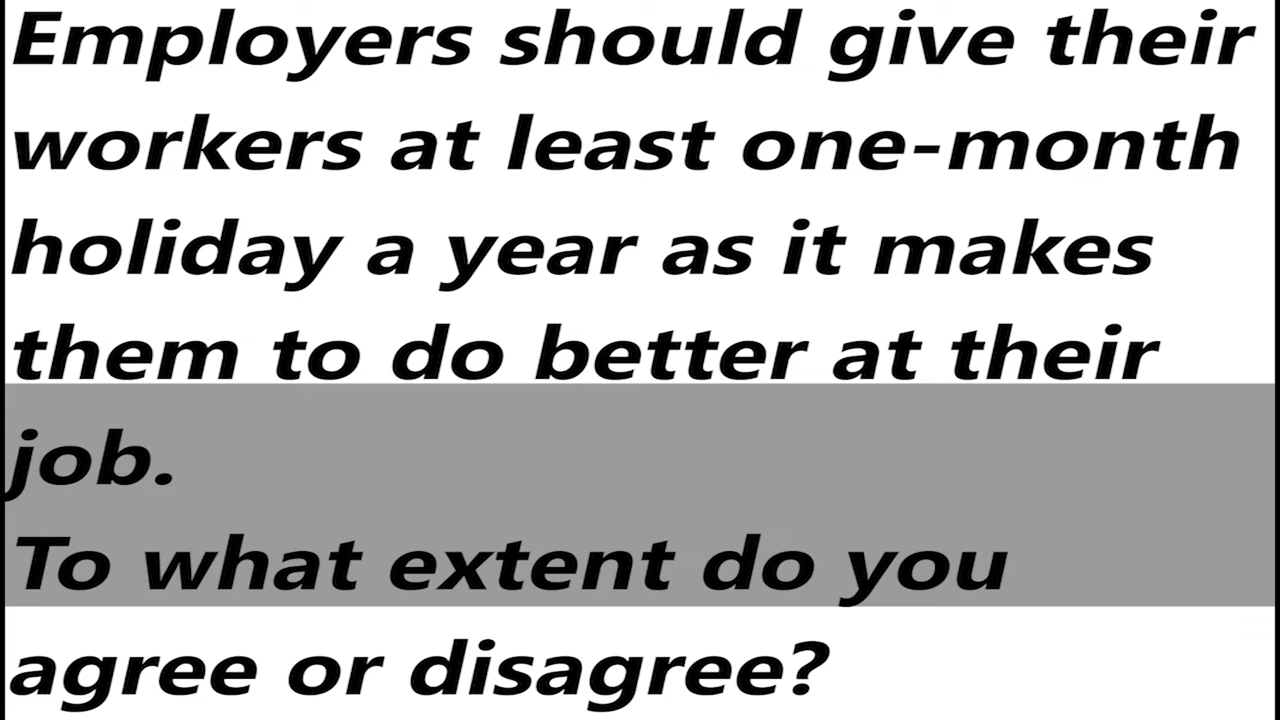 Employers should give their
workers at least one-month
holiday a year as it makes
them to do better at their
job.
To what extent do you
agree or disagree?